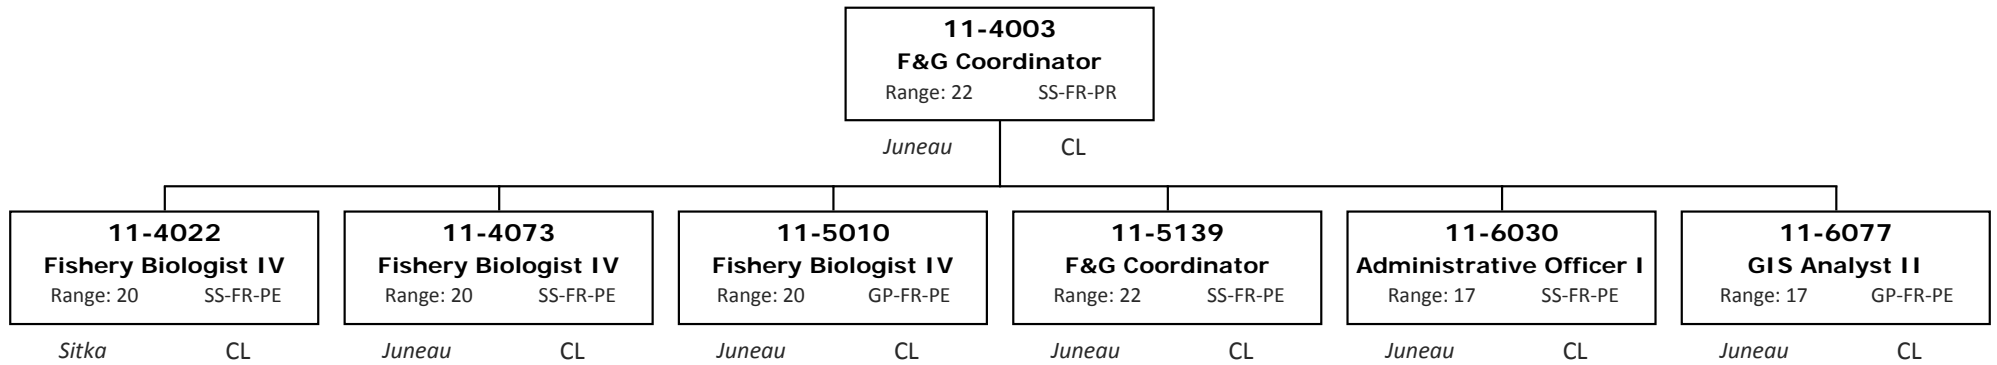 11-4003
F&G Coordinator
Range: 22 SS-FR-PR
Juneau CL
11-4022
Fishery Biologist IV
Range: 20 SS-FR-PE
Sitka CL
11-4073
Fishery Biologist IV
Range: 20 SS-FR-PE
Juneau CL
11-5010
Fishery Biologist IV
Range: 20 GP-FR-PE
Juneau CL
11-5139
F&G Coordinator
Range: 22 SS-FR-PE
Juneau CL
11-6030
Administrative Officer I
Range: 17 SS-FR-PE
Juneau CL
11-6077
GIS Analyst II
Range: 17 GP-FR-PE
Juneau CL